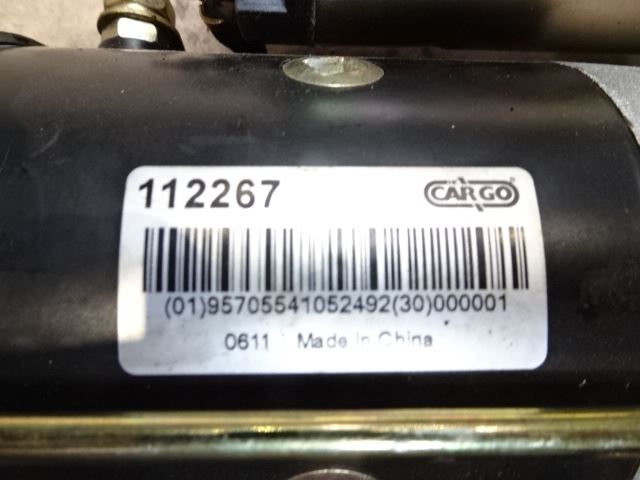 112267 CARGO
(01)95705541052492(30)000001
0611 Made in China